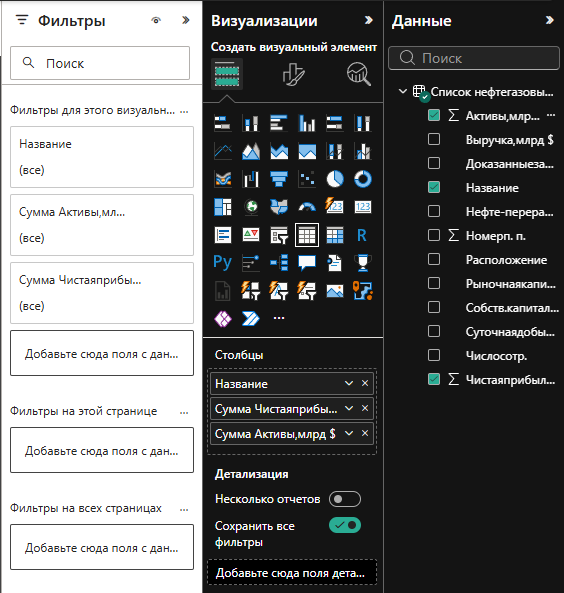 Фильтры
Поиск
Фильтры для этого визуальн... ...
Название
(все)
Сумма Активы,мл...
(все)
Сумма Чистаяприбы...
(все)
Добавьте сюда поля с дан...
Фильтры на этой странице ...
Добавьте сюда поля с дан...
Фильтры на всех страницах ...
Добавьте сюда поля с дан...
Визуализации
Создать визуальный элемент
123
123
R
Py
...
Столбцы
Название
Сумма Чистаяприбы...
Сумма Активы,млрд $
Детализация
Несколько отчетов
Сохранить все
фильтры
Добавьте сюда поля дета...
Данные
Поиск
Список нефтегазовы...
Σ Активы,млр... ...
Выручка,млрд $
Доказанныеза...
Название
Нефте-перера...
Σ Номерп. п.
Расположение
Рыночнаякапи...
Собств.капитал...
Суточнаядобы...
Числосотр.
Σ Чистаяприбыл...